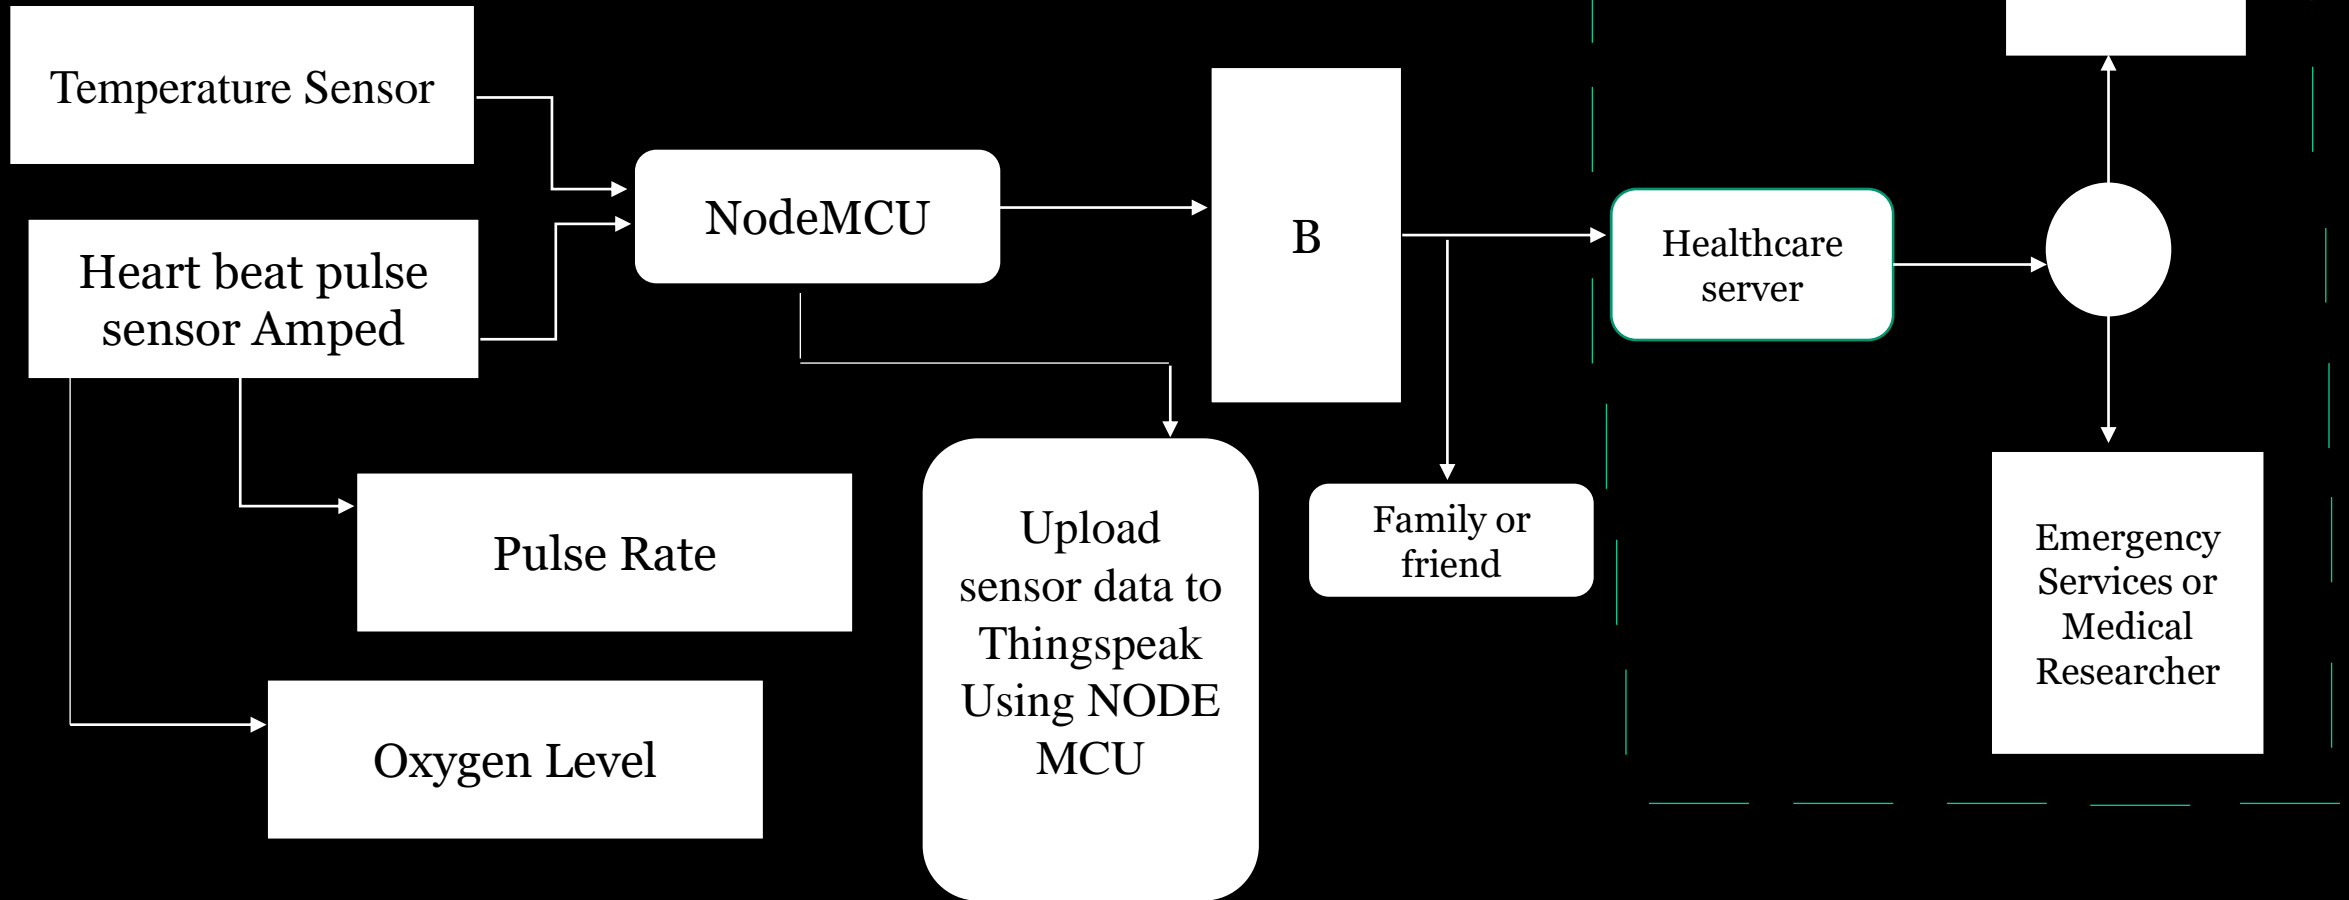 Temperature Sensor
Heart beat pulse
sensor Amped
NodeMCU
B
Healthcare
server
Pulse Rate
Oxygen Level
Upload
sensor data to
Thingspeak
Using NODE
MCU
Family or
friend
Emergency
Services or
Medical
Researcher